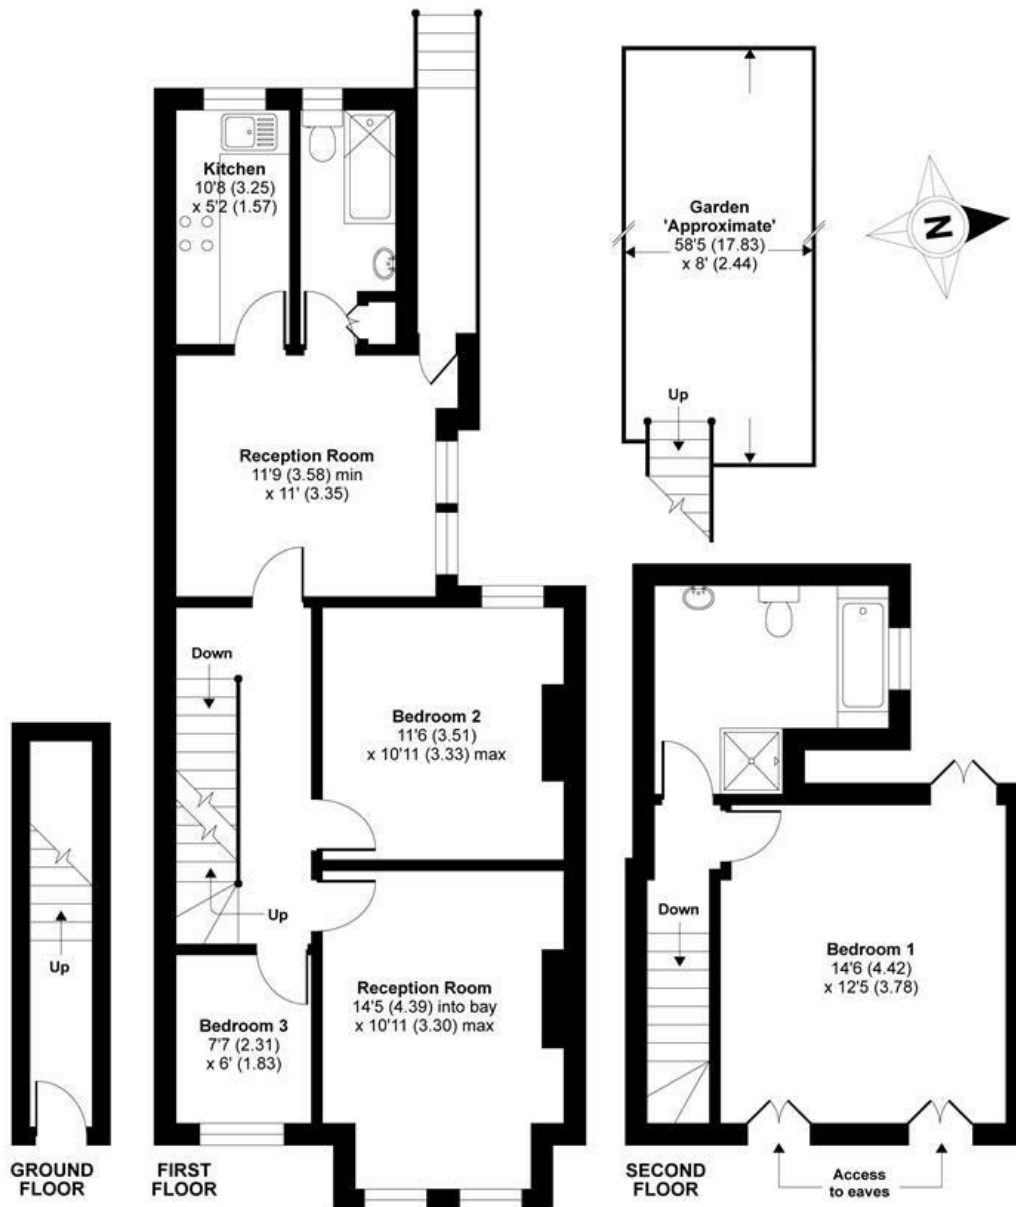 Kitchen
10'8 (3.25)
x 5'2 (1.57)
Garden
'Approximate'
58'5 (17.83)
x 8' (2.44)
N
Up
Reception Room
11'9 (3.58) min
x 11' (3.35)
Down
Bedroom 2
11'6 (3.51)
x 10'11 (3.33) max
Up
Up
Reception Room
14'5 (4.39) into bay
x 10'11 (3.30) max
Bedroom 3
7'7 (2.31)
x 6' (1.83)
Down
Bedroom 1
14'6 (4.42)
x 12'5 (3.78)
GROUND
FLOOR
FIRST
FLOOR
SECOND
FLOOR
Access
to eaves